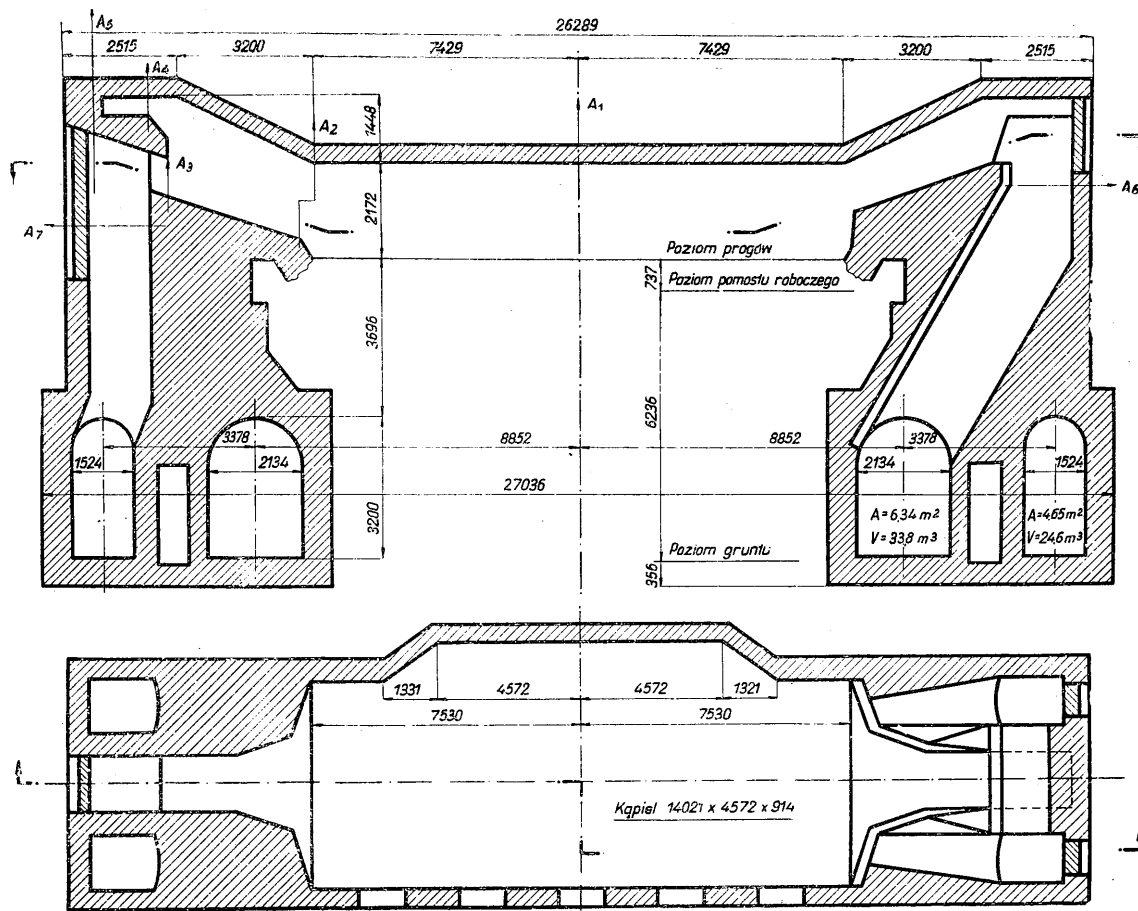 26289
2515 3200 7429 7429 3200 2515
A5
A4
A1
A2
1448
A3
A6
A7
2172
Poziom progów
737
Poziom pomostu roboczego
3696
6236
3378 8852 8852 3378
1524 2134 2134 1524
27036
A=6,34 m² A=4,65 m²
V=33,8 m³ V=24,6 m³
3200
Poziom gruntu
356
1331 4572 4572 1321
7530 7530
A
Kąpiel 14021 x 4572 x 914